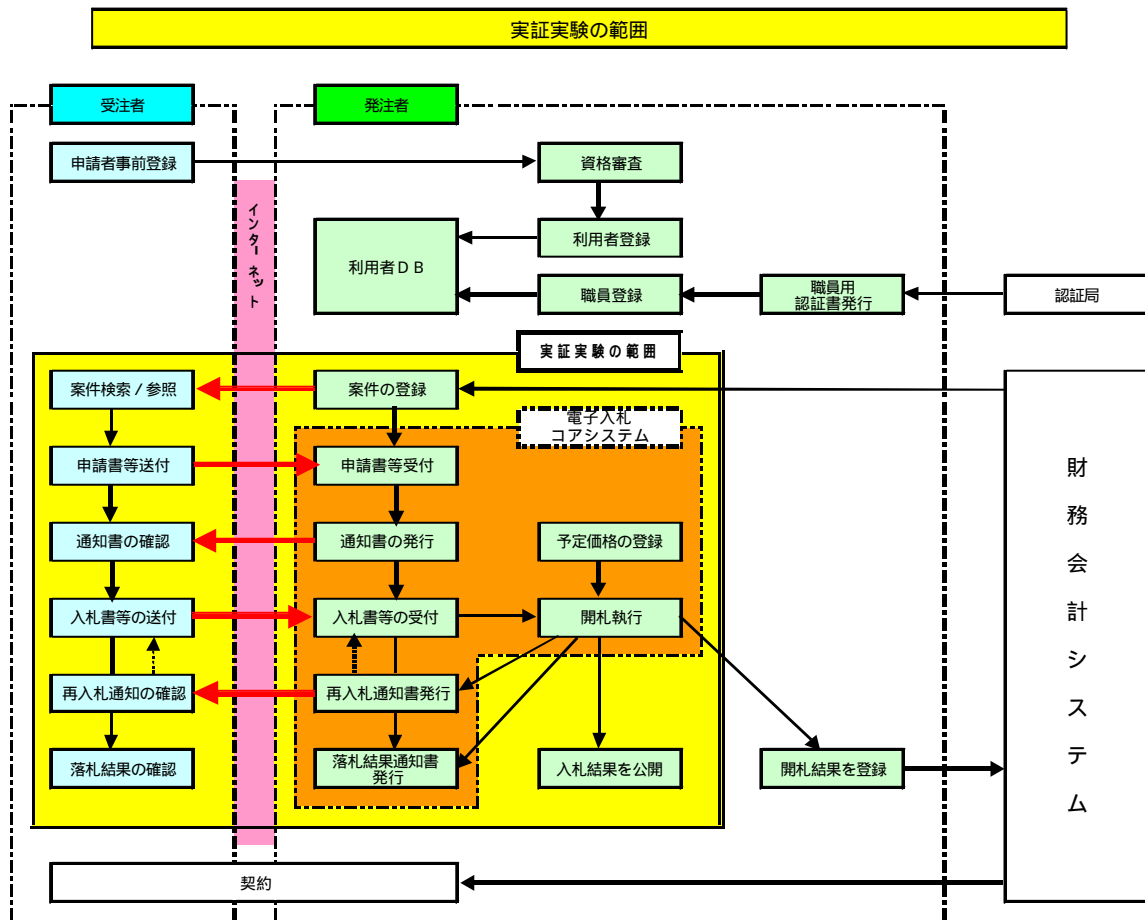 実証実験の範囲
受注者
発注者
申請者事前登録
資格審査
インターネット
利用者DB
利用者登録
職員登録
職員用
認証書発行
認証局
実証実験の範囲
案件検索/参照
案件の登録
電子入札
コアシステム
申請書等送付
申請書等受付
通知書の確認
通知書の発行
予定価格の登録
入札書等の送付
入札書等の受付
開札執行
再入札通知の確認
再入札通知書発行
落札結果の確認
落札結果通知書
発行
入札結果を公開
開札結果を登録
財務会計システム
契約